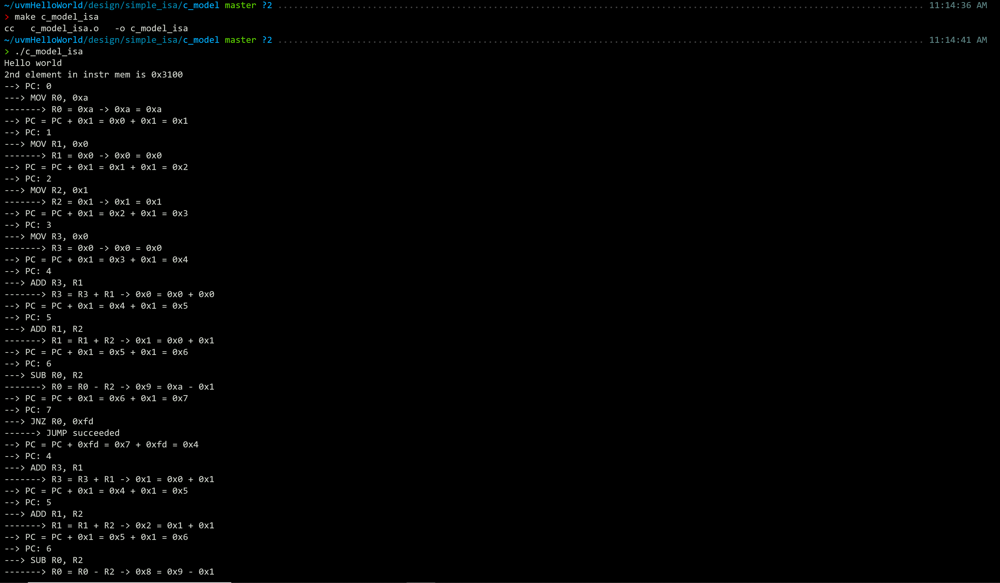 ~/uvmHelloWorld/design/simple_isa/c_model master ?2 ........................................................................................................................... 11:14:36 AM
> make c_model_isa
cc   c_model_isa.o   -o c_model_isa
~/uvmHelloWorld/design/simple_isa/c_model master ?2 ........................................................................................................................... 11:14:41 AM
> ./c_model_isa
Hello world
2nd element in instr mem is 0x3100
--> PC: 0
---> MOV R0, 0xa
-------> R0 = 0xa -> 0xa = 0xa
--> PC = PC + 0x1 = 0x0 + 0x1 = 0x1
--> PC: 1
---> MOV R1, 0x0
-------> R1 = 0x0 -> 0x0 = 0x0
--> PC = PC + 0x1 = 0x1 + 0x1 = 0x2
--> PC: 2
---> MOV R2, 0x1
-------> R2 = 0x1 -> 0x1 = 0x1
--> PC = PC + 0x1 = 0x2 + 0x1 = 0x3
--> PC: 3
---> MOV R3, 0x0
-------> R3 = 0x0 -> 0x0 = 0x0
--> PC = PC + 0x1 = 0x3 + 0x1 = 0x4
--> PC: 4
---> ADD R3, R1
-------> R3 = R3 + R1 -> 0x0 = 0x0 + 0x0
--> PC = PC + 0x1 = 0x4 + 0x1 = 0x5
--> PC: 5
---> ADD R1, R2
-------> R1 = R1 + R2 -> 0x1 = 0x0 + 0x1
--> PC = PC + 0x1 = 0x5 + 0x1 = 0x6
--> PC: 6
---> SUB R0, R2
-------> R0 = R0 - R2 -> 0x9 = 0xa - 0x1
--> PC = PC + 0x1 = 0x6 + 0x1 = 0x7
--> PC: 7
---> JNZ R0, 0xfd
------> JUMP succeeded
--> PC = PC + 0xfd = 0x7 + 0xfd = 0x4
--> PC: 4
---> ADD R3, R1
-------> R3 = R3 + R1 -> 0x1 = 0x0 + 0x1
--> PC = PC + 0x1 = 0x4 + 0x1 = 0x5
--> PC: 5
---> ADD R1, R2
-------> R1 = R1 + R2 -> 0x2 = 0x1 + 0x1
--> PC = PC + 0x1 = 0x5 + 0x1 = 0x6
--> PC: 6
---> SUB R0, R2
-------> R0 = R0 - R2 -> 0x8 = 0x9 - 0x1